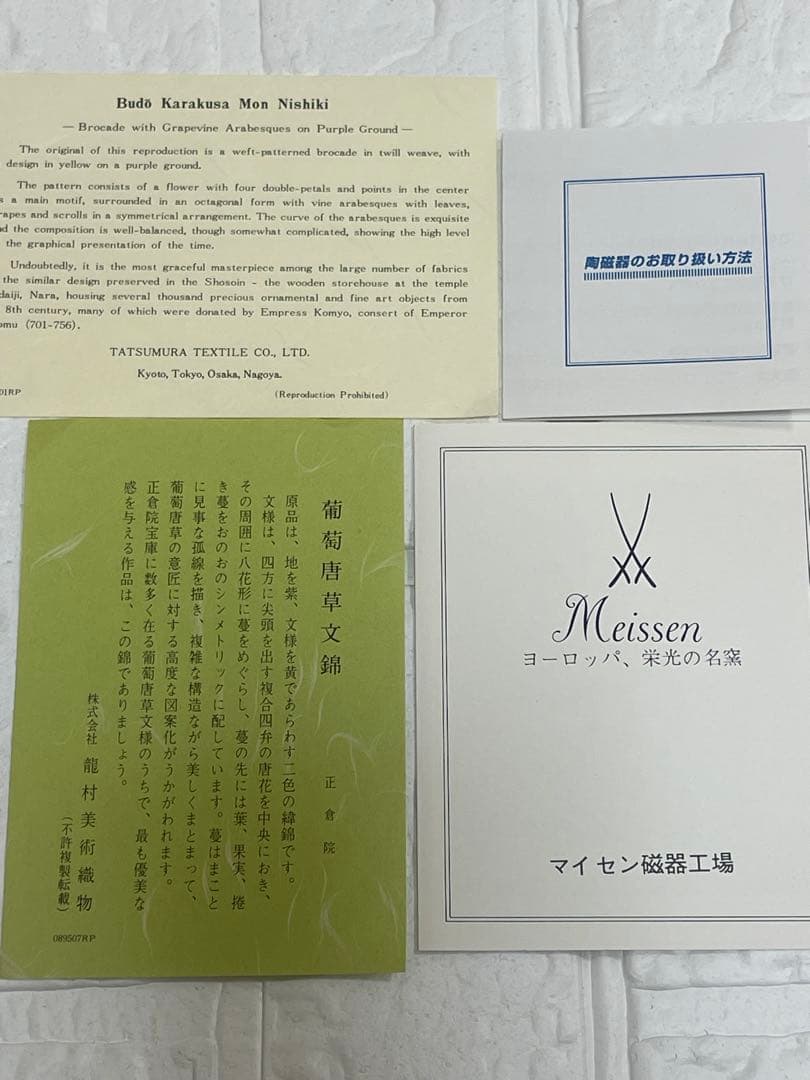 Budō Karakusa Mon Nishiki
— Brocade with Grapevine Arabesques on Purple Ground —
The original of this reproduction is a weft-patterned brocade in twill weave, with
design in yellow on a purple ground.
The pattern consists of a flower with four double-petals and points in the center
s a main motif, surrounded in an octagonal form with vine arabesques with leaves,
rapes and scrolls in a symmetrical arrangement. The curve of the arabesques is exquisite
nd the composition is well-balanced, though somewhat complicated, showing the high level
the graphical presentation of the time.
Undoubtedly, it is the most graceful masterpiece among the large number of fabrics
the similar design preserved in the Shosoin - the wooden storehouse at the temple
daiji, Nara, housing several thousand precious ornamental and fine art objects from
8th century, many of which were donated by Empress Komyo, consert of Emperor
omu (701-756).
TATSUMURA TEXTILE CO., LTD.
Kyoto, Tokyo, Osaka, Nagoya.
01RP
(Reproduction Prohibited)
陶磁器のお取り扱い方法
葡萄唐草文錦
正倉院
原品は、地を紫、文様を黄であらわす二色の緯錦です。
文様は、四方に尖頭を出す複合四弁の唐花を中央におき、
その周囲に八花形に蔓をめぐらし、蔓の先には葉、果実、捲
き蔓をおのおのシンメトリックに配しています。蔓はまこと
に見事な孤線を描き、複雑な構造ながら美しくまとまって、
葡萄唐草の意匠に対する高度な図案化がうかがわれます。
正倉院宝庫に数多く在る葡萄唐草文様のうちで、最も優美な
感を与える作品は、この錦でありましょう。
株式会社 龍村美術織物
(不許複製転載)
089507RP
Meissen
ヨーロッパ、栄光の名窯
マイセン磁器工場